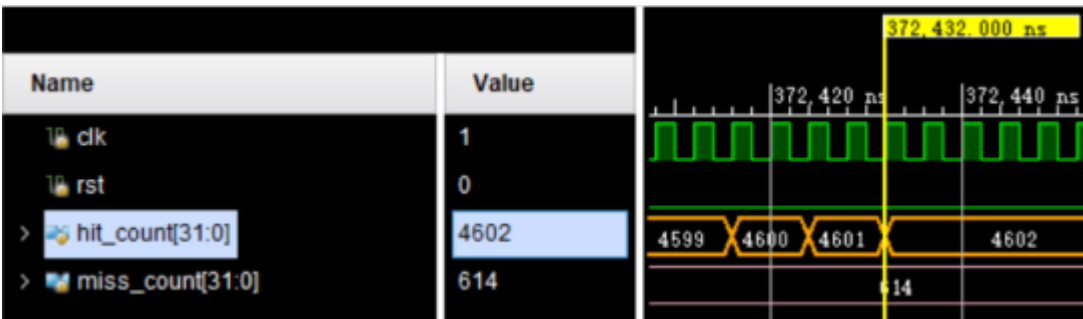 372,432.000 ns
Name Value 372,420 ns 372,440 ns
clk 1
rst 0
hit_count[31:0] 4602 4599 4600 4601 4602
miss_count[31:0] 614 614